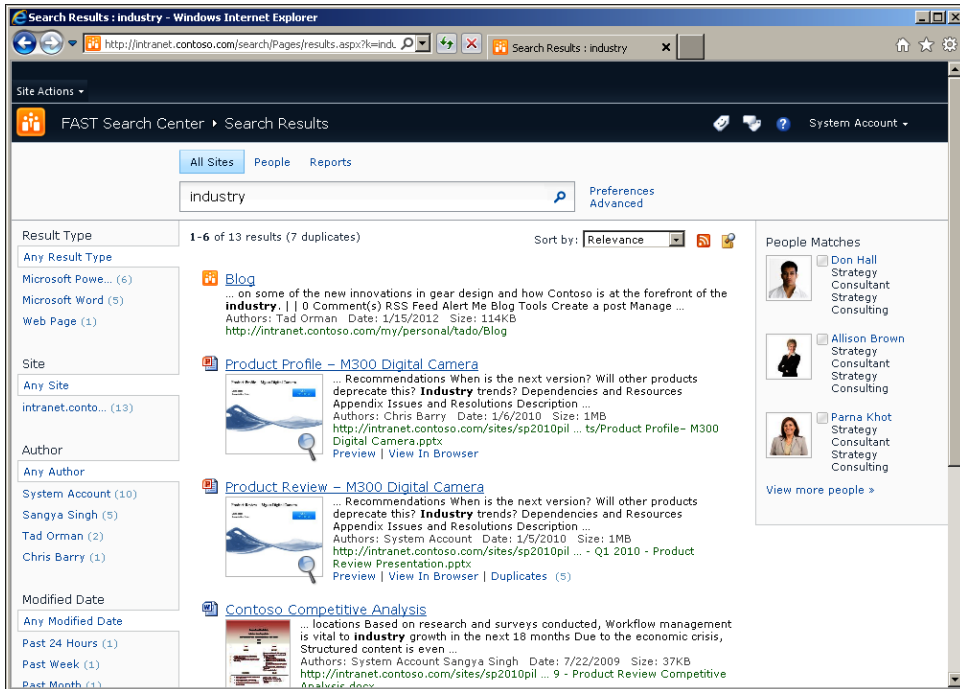 Search Results : industry - Windows Internet Explorer
http://intranet.contoso.com/search/Pages/results.aspx?k=indu
Search Results : industry
Site Actions
FAST Search Center Search Results
System Account
All Sites People Reports
industry
Preferences
Advanced
Result Type
Any Result Type
Microsoft Powe... (6)
Microsoft Word (5)
Web Page (1)
Site
Any Site
intranet.conto... (13)
Author
Any Author
System Account (10)
Sangya Singh (5)
Tad Orman (2)
Chris Barry (1)
Modified Date
Any Modified Date
Past 24 Hours (1)
Past Week (1)
Past Month (1)
1-6 of 13 results (7 duplicates)
Sort by: Relevance
Blog
... on some of the new innovations in gear design and how Contoso is at the forefront of the
industry. | | 0 Comment(s) RSS Feed Alert Me Blog Tools Create a post Manage ...
Authors: Tad Orman Date: 1/15/2012 Size: 114KB
http://intranet.contoso.com/my/personal/tado/Blog
Product Profile – M300 Digital Camera
... Recommendations When is the next version? Will other products
deprecate this? Industry trends? Dependencies and Resources
Appendix Issues and Resolutions Description ...
Authors: Chris Barry Date: 1/6/2010 Size: 1MB
http://intranet.contoso.com/sites/sp2010pil ... ts/Product Profile– M300
Digital Camera.pptx
Preview | View In Browser
Product Review – M300 Digital Camera
... Recommendations When is the next version? Will other products
deprecate this? Industry trends? Dependencies and Resources
Appendix Issues and Resolutions Description ...
Authors: System Account Date: 1/5/2010 Size: 1MB
http://intranet.contoso.com/sites/sp2010pil ... - Q1 2010 - Product
Review Presentation.pptx
Preview | View In Browser | Duplicates (5)
Contoso Competitive Analysis
... locations Based on research and surveys conducted, Workflow management
is vital to industry growth in the next 18 months Due to the economic crisis,
Structured content is even ...
Authors: System Account Sangya Singh Date: 7/22/2009 Size: 37KB
http://intranet.contoso.com/sites/sp2010pil ... 9 - Product Review Competitive
Analysis.docx
People Matches
Don Hall
Strategy
Consultant
Strategy
Consulting
Allison Brown
Strategy
Consultant
Strategy
Consulting
Parna Khot
Strategy
Consultant
Strategy
Consulting
View more people »